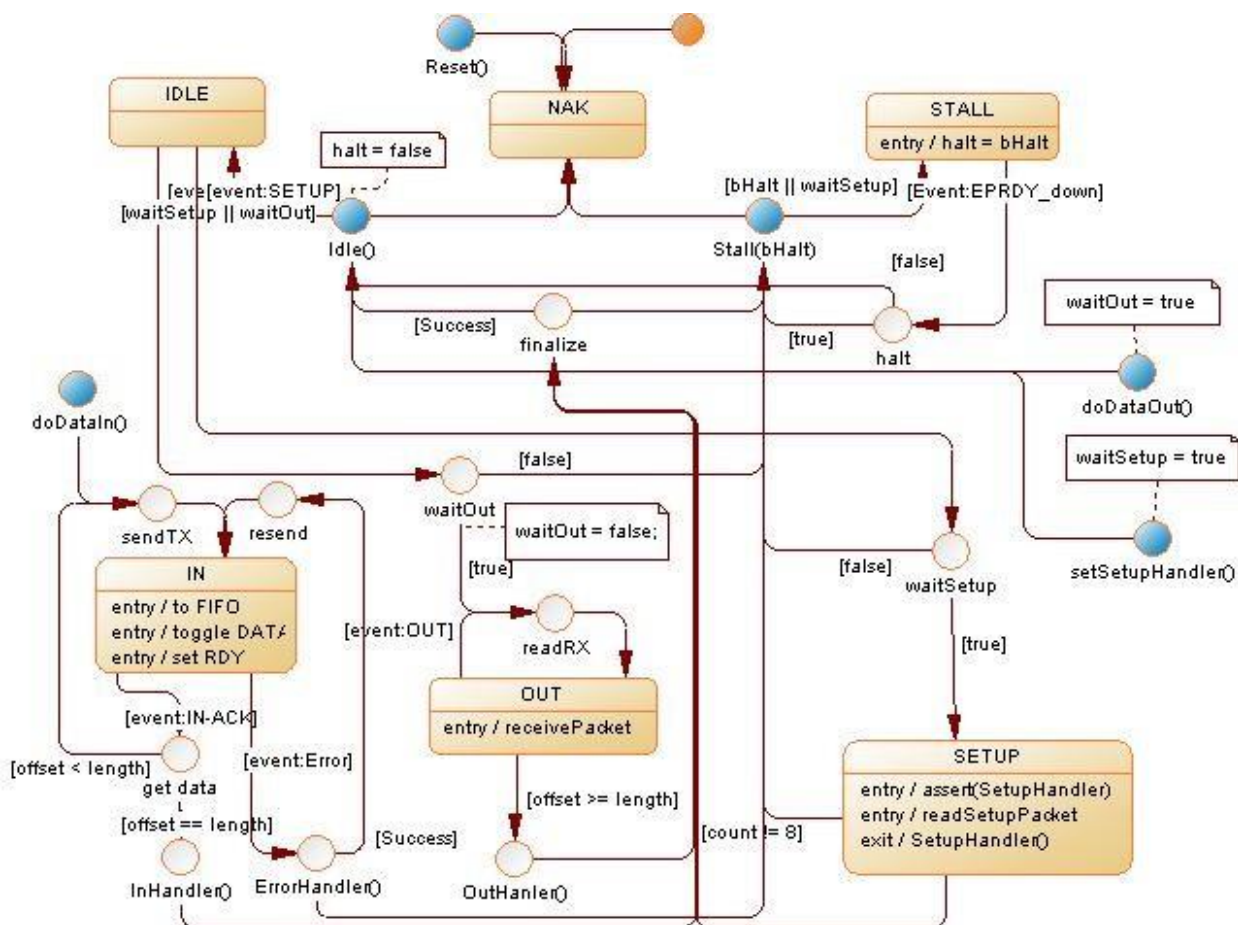 Reset()
IDLE
NAK
STALL
entry / halt = bHalt
halt = false
[eve[event:SETUP]
[waitSetup || waitOut]
[bHalt || waitSetup]
[Event:EPRDY_down]
Idle()
Stall(bHalt)
[false]
waitOut = true
[Success]
[true]
finalize
halt
doDataIn()
doDataOut()
[false]
waitSetup = true
waitOut
sendTX
resend
waitOut = false;
[true]
[false]
waitSetup
setSetupHandler()
IN
entry / to FIFO
entry / toggle DATA
entry / set RDY
[event:OUT]
readRX
[true]
OUT
entry / receivePacket
[event:IN-ACK]
[event:Error]
[offset < length]
get data
SETUP
entry / assert(SetupHandler)
entry / readSetupPacket
exit / SetupHandler()
[offset >= length]
[offset == length]
[Success]
[count != 8]
InHandler()
ErrorHandler()
OutHanler()